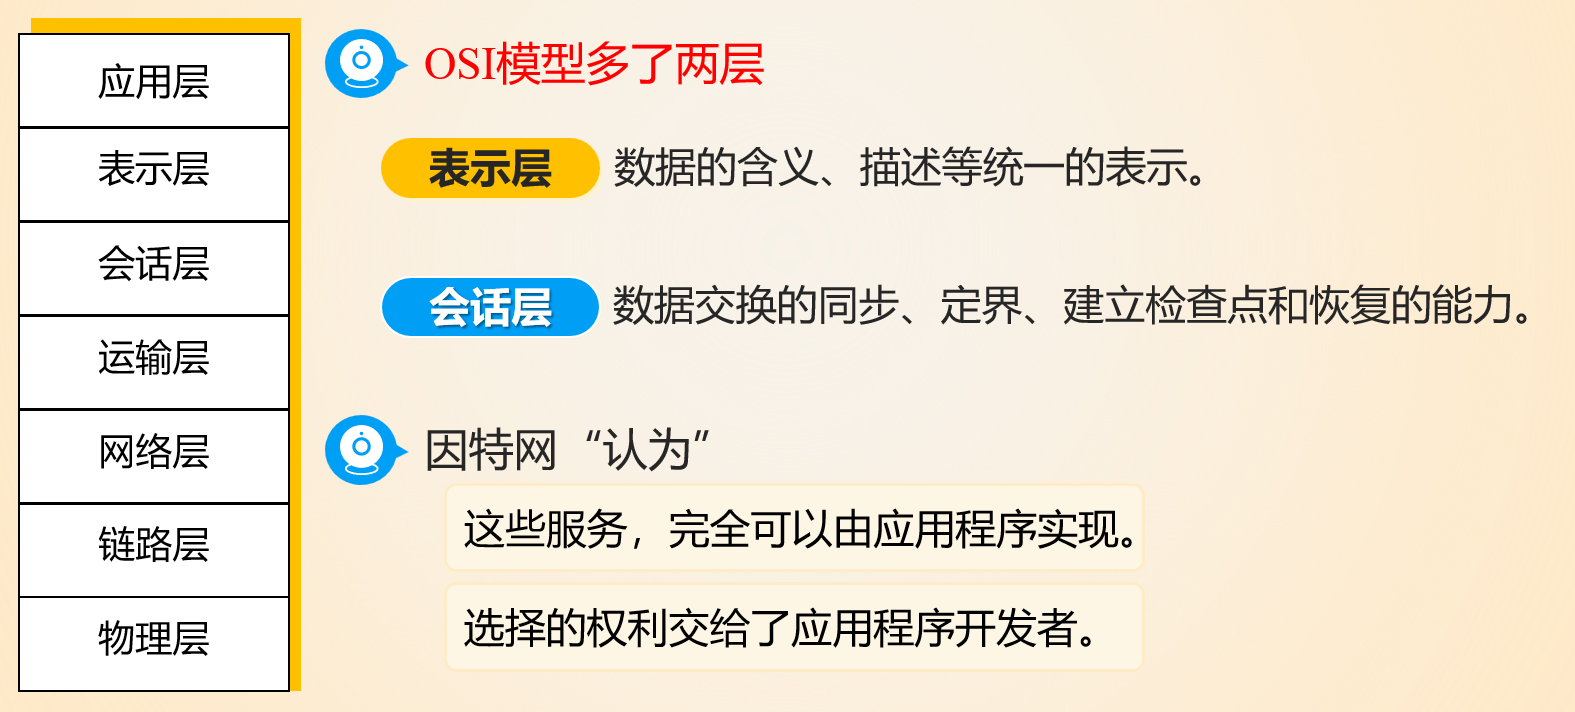 应用层
表示层
会话层
运输层
网络层
链路层
物理层
OSI模型多了两层
表示层 数据的含义、描述等统一的表示。
会话层 数据交换的同步、定界、建立检查点和恢复的能力。
因特网“认为”
这些服务，完全可以由应用程序实现。
选择的权利交给了应用程序开发者。